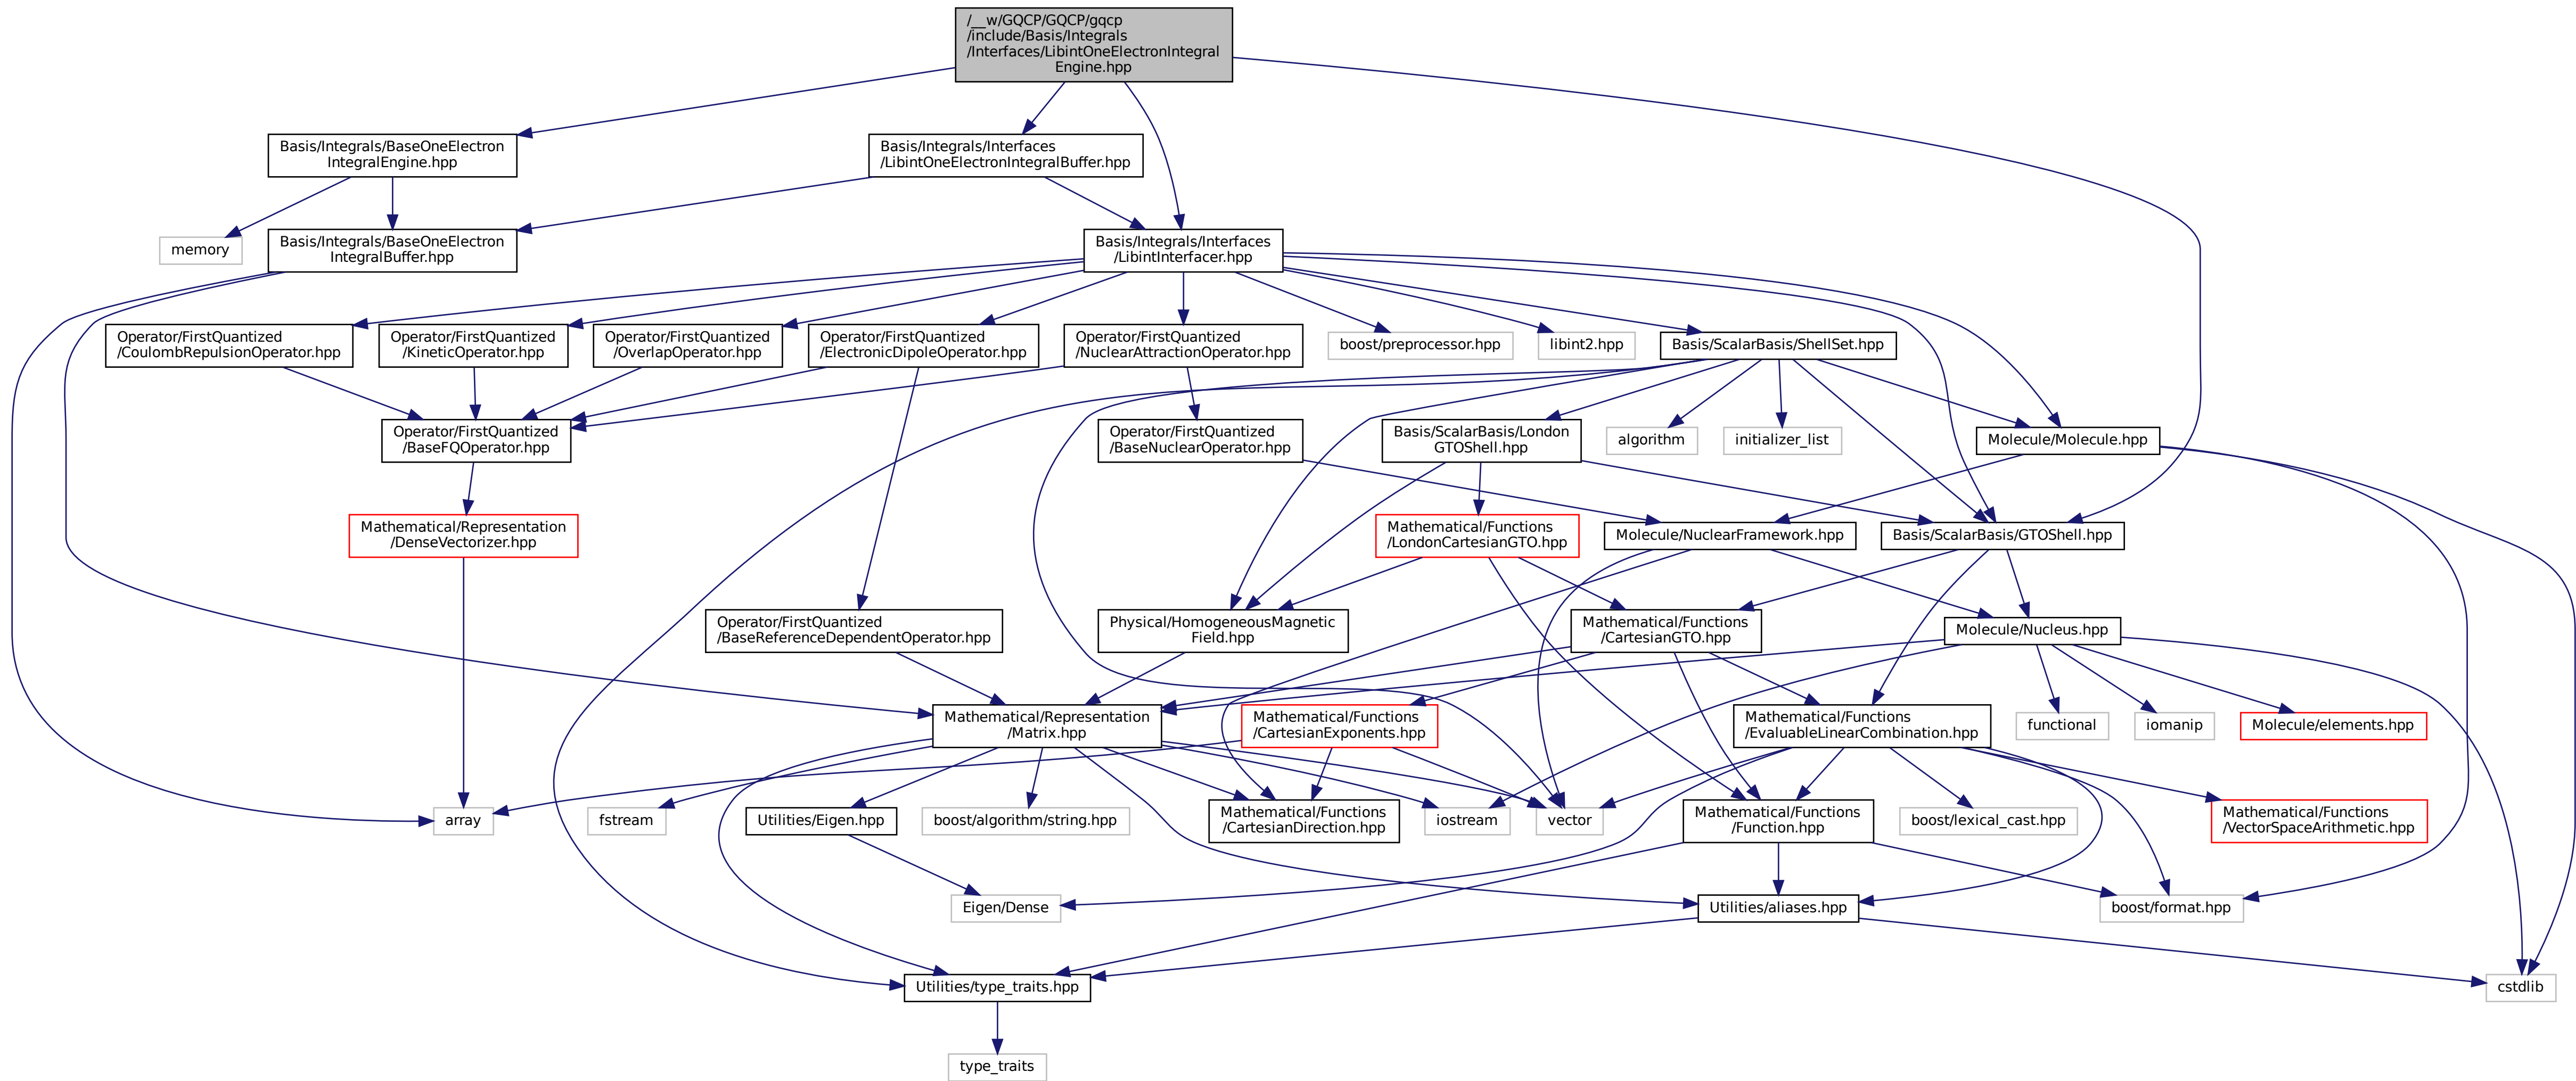 /__w/GQCP/GQCP/gqcp
/include/Basis/Integrals
/Interfaces/LibintOneElectronIntegral
Engine.hpp
Basis/Integrals/BaseOneElectron
IntegralEngine.hpp
Basis/Integrals/Interfaces
/LibintOneElectronIntegralBuffer.hpp
memory
Basis/Integrals/BaseOneElectron
IntegralBuffer.hpp
Basis/Integrals/Interfaces
/LibintInterfacer.hpp
Operator/FirstQuantized
/CoulombRepulsionOperator.hpp
Operator/FirstQuantized
/KineticOperator.hpp
Operator/FirstQuantized
/OverlapOperator.hpp
Operator/FirstQuantized
/ElectronicDipoleOperator.hpp
Operator/FirstQuantized
/NuclearAttractionOperator.hpp
boost/preprocessor.hpp
libint2.hpp
Basis/ScalarBasis/ShellSet.hpp
Operator/FirstQuantized
/BaseFQOperator.hpp
Operator/FirstQuantized
/BaseNuclearOperator.hpp
Basis/ScalarBasis/London
GTOShell.hpp
algorithm
initializer_list
Molecule/Molecule.hpp
Mathematical/Representation
/DenseVectorizer.hpp
Mathematical/Functions
/LondonCartesianGTO.hpp
Molecule/NuclearFramework.hpp
Basis/ScalarBasis/GTOShell.hpp
Operator/FirstQuantized
/BaseReferenceDependentOperator.hpp
Physical/HomogeneousMagnetic
Field.hpp
Mathematical/Functions
/CartesianGTO.hpp
Molecule/Nucleus.hpp
Mathematical/Representation
/Matrix.hpp
Mathematical/Functions
/CartesianExponents.hpp
Mathematical/Functions
/EvaluableLinearCombination.hpp
functional
iomanip
Molecule/elements.hpp
array
fstream
Utilities/Eigen.hpp
boost/algorithm/string.hpp
Mathematical/Functions
/CartesianDirection.hpp
iostream
vector
Mathematical/Functions
/Function.hpp
boost/lexical_cast.hpp
Mathematical/Functions
/VectorSpaceArithmetic.hpp
Eigen/Dense
Utilities/aliases.hpp
boost/format.hpp
Utilities/type_traits.hpp
cstdlib
type_traits